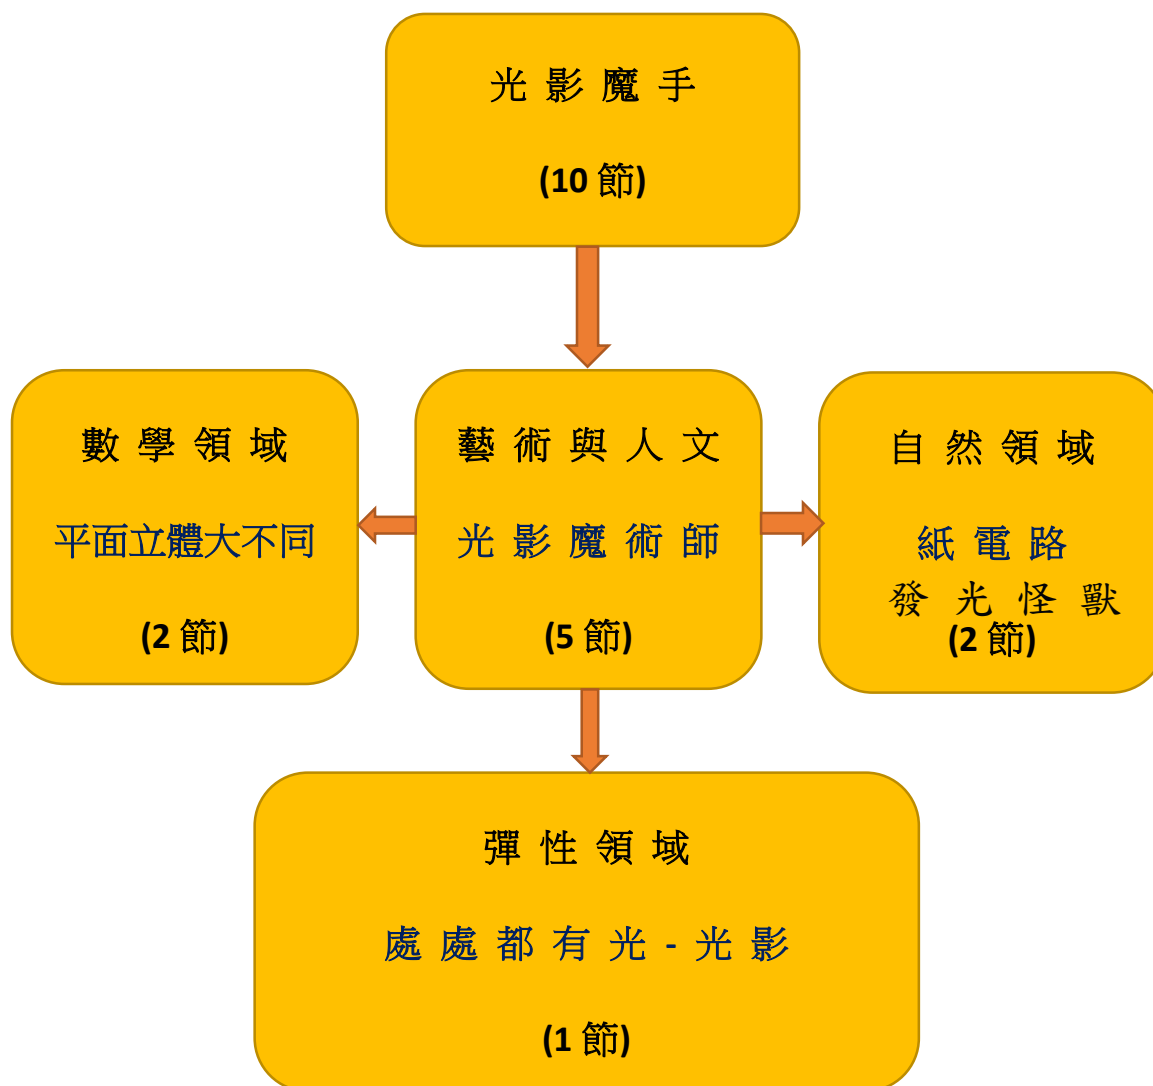 光影魔手
(10 節)
數學領域
平面立體大不同
(2 節)
藝術與人文
光影魔術師
(5 節)
自然領域
紙電路
發光怪獸
(2 節)
彈性領域
處處都有光-光影
(1 節)